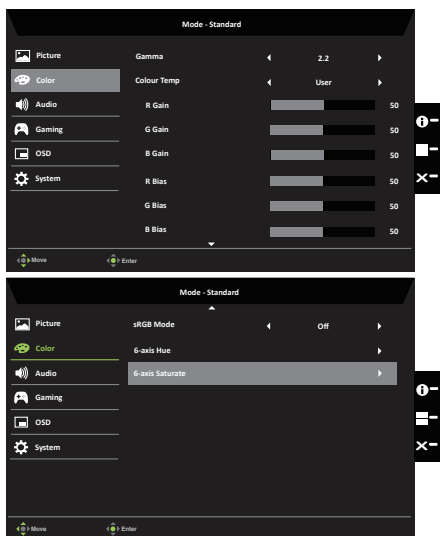 Mode - Standard
Picture
Gamma 2.2
Color
Colour Temp User
Audio
R Gain 50
Gaming
G Gain 50
OSD
B Gain 50
System
R Bias 50
G Bias 50
B Bias 50
Move Enter
Mode - Standard
Picture
sRGB Mode Off
Color
6-axis Hue
Audio
6-axis Saturate
Gaming
OSD
System
Move Enter